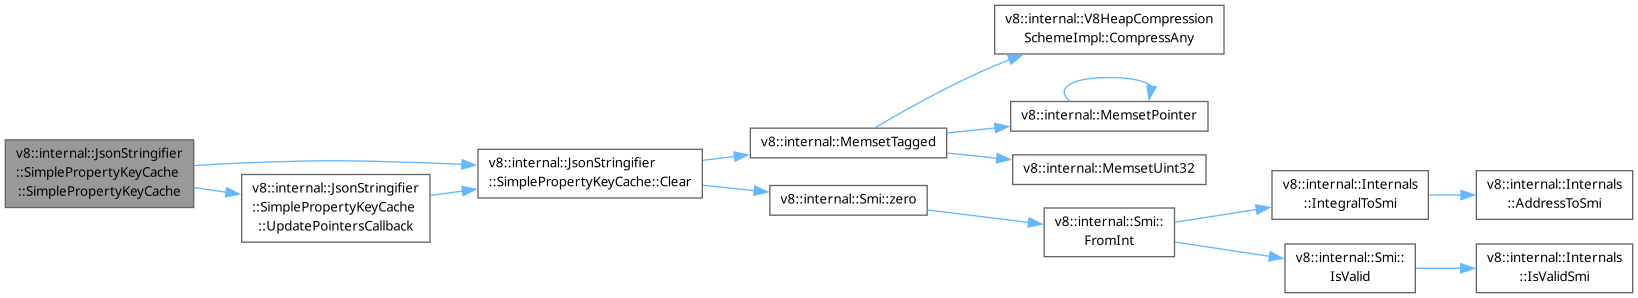 v8::internal::JsonStringifier
::SimplePropertyKeyCache
::SimplePropertyKeyCache
v8::internal::JsonStringifier
::SimplePropertyKeyCache
::UpdatePointersCallback
v8::internal::JsonStringifier
::SimplePropertyKeyCache::Clear
v8::internal::MemsetTagged
v8::internal::V8HeapCompression
SchemeImpl::CompressAny
v8::internal::MemsetPointer
v8::internal::MemsetUint32
v8::internal::Smi::zero
v8::internal::Smi::
FromInt
v8::internal::Internals
::IntegralToSmi
v8::internal::Internals
::AddressToSmi
v8::internal::Smi::
IsValid
v8::internal::Internals
::IsValidSmi